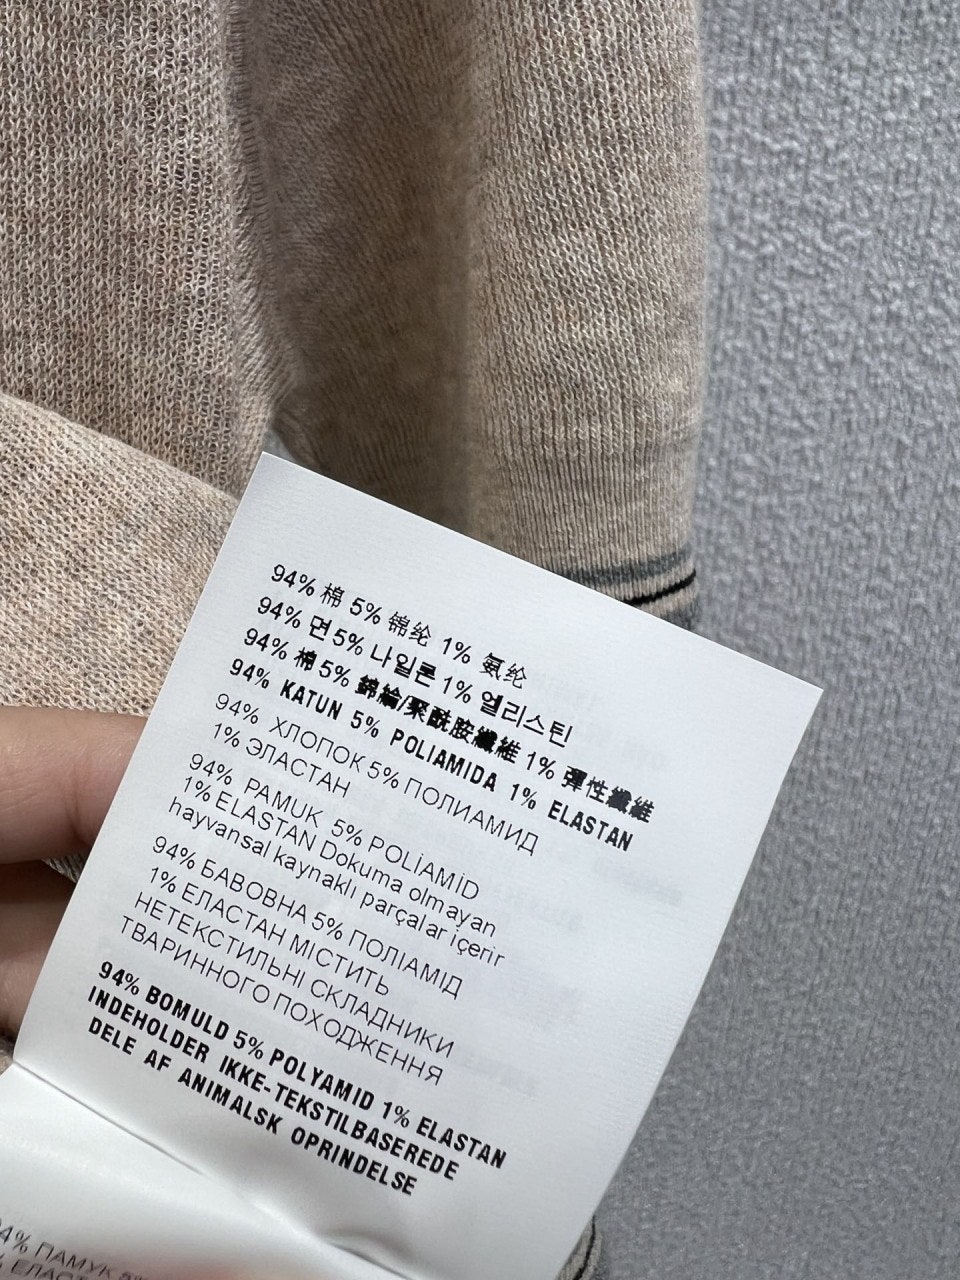 94% 棉 5% 锦纶 1% 氨纶
94% 면 5% 나일론 1% 엘리스틴
94% 棉 5% 錦綸/聚酰胺纖維 1% 彈性纖維
94% KATUN 5% POLIAMIDA 1% ELASTAN
94% ХЛОПОК 5% ПОЛИАМИД
1% ЭЛАСТАН
94% PAMUK 5% POLİAMİD
1% ELASTAN Dokuma olmayan
hayvansal kaynaklı parçalar içerir
94% БАВОВНА 5% ПОЛІАМІД
1% ЕЛАСТАН МІСТИТЬ
НЕТЕКСТИЛЬНІ СКЛАДНИКИ
ТВАРИННОГО ПОХОДЖЕННЯ
94% BOMULD 5% POLYAMID 1% ELASTAN
INDEHOLDER IKKE-TEKSTILBASEREDE
DELE AF ANIMALSK OPRINDELSE
4% ПАМУК 5%